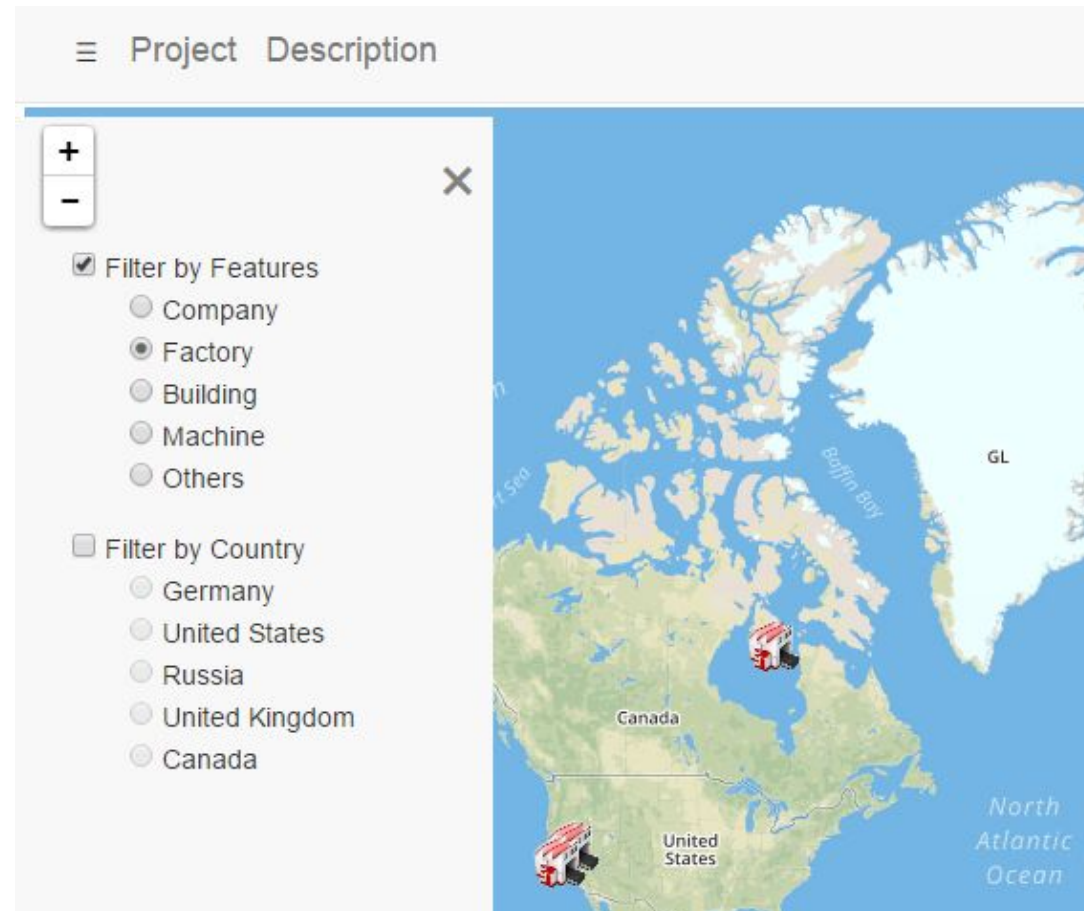 ☰ Project Description
+
−
×
Filter by Features
Company
Factory
Building
Machine
Others
Filter by Country
Germany
United States
Russia
United Kingdom
Canada
Baffin Bay
GL
Canada
United
States
North
Atlantic
Ocean